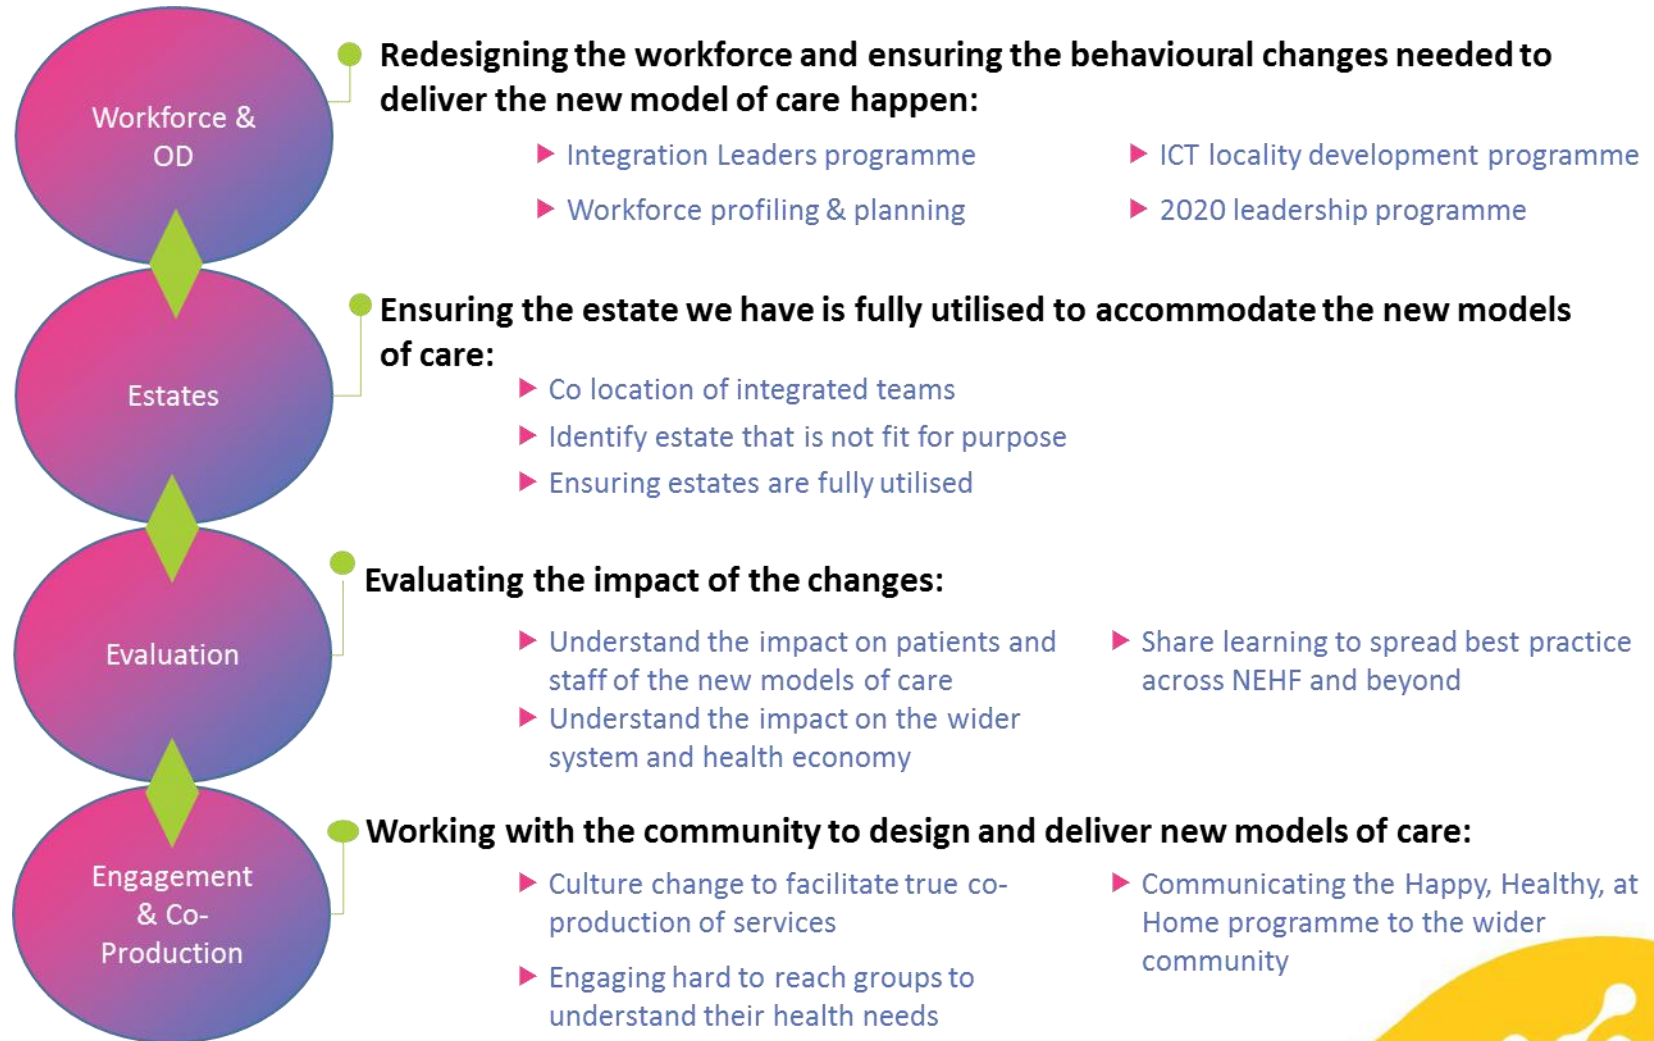 Workforce &
OD
Redesigning the workforce and ensuring the behavioural changes needed to
deliver the new model of care happen:
Integration Leaders programme
Workforce profiling & planning
ICT locality development programme
2020 leadership programme
Estates
Ensuring the estate we have is fully utilised to accommodate the new models
of care:
Co location of integrated teams
Identify estate that is not fit for purpose
Ensuring estates are fully utilised
Evaluation
Evaluating the impact of the changes:
Understand the impact on patients and
staff of the new models of care
Understand the impact on the wider
system and health economy
Share learning to spread best practice
across NEHF and beyond
Engagement
& Co-
Production
Working with the community to design and deliver new models of care:
Culture change to facilitate true co-
production of services
Engaging hard to reach groups to
understand their health needs
Communicating the Happy, Healthy, at
Home programme to the wider
community